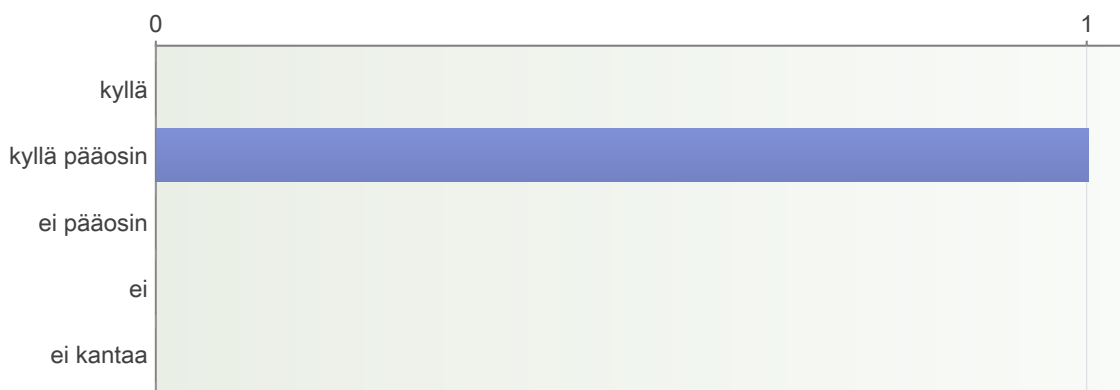 0 1
kyllä
kyllä pääosin
ei pääosin
ei
ei kantaa